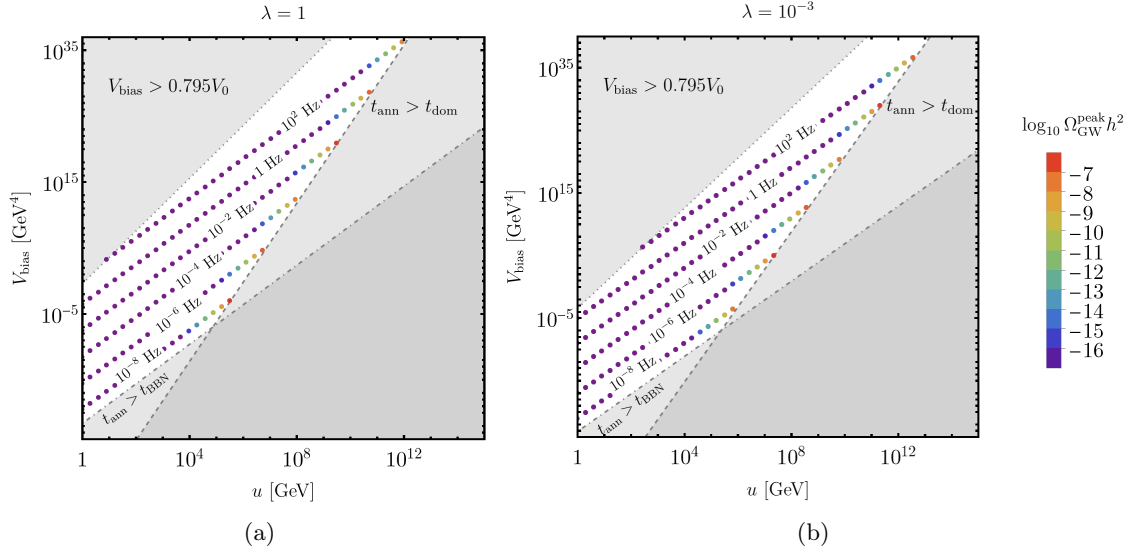 λ = 1
V_bias > 0.795V_0
t_ann > t_dom
10^2 Hz
1 Hz
10^-2 Hz
10^-4 Hz
10^-6 Hz
10^-8 Hz
t_ann > t_BBN
10^35
10^15
10^-5
V_bias [GeV^4]
1
10^4
10^8
10^12
u [GeV]
(a)
λ = 10^-3
V_bias > 0.795V_0
t_ann > t_dom
10^2 Hz
1 Hz
10^-2 Hz
10^-4 Hz
10^-6 Hz
10^-8 Hz
t_ann > t_BBN
10^35
10^15
10^-5
V_bias [GeV^4]
1
10^4
10^8
10^12
u [GeV]
(b)
log_10 Ω_GW^peak h^2
−7
−8
−9
−10
−11
−12
−13
−14
−15
−16